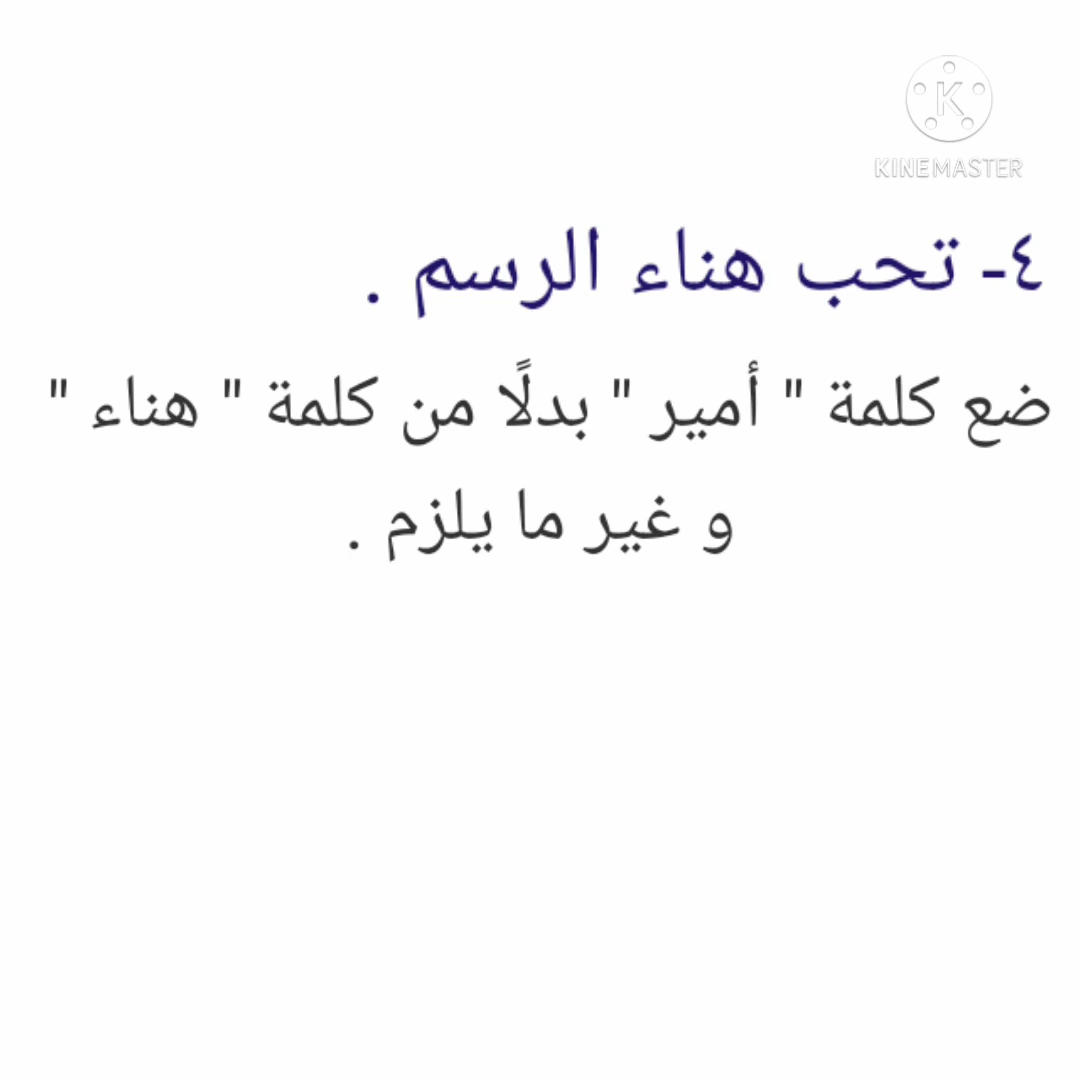 K
KINEMASTER
٤- تحب هناء الرسم .
ضع كلمة " أمير " بدلًا من كلمة " هناء "
و غير ما يلزم .